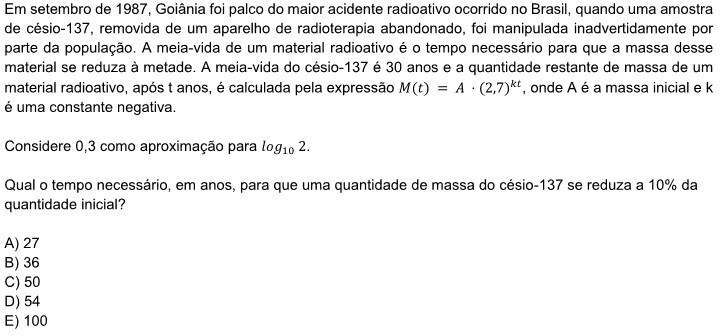 Em setembro de 1987, Goiânia foi palco do maior acidente radioativo ocorrido no Brasil, quando uma amostra
de césio-137, removida de um aparelho de radioterapia abandonado, foi manipulada inadvertidamente por
parte da população. A meia-vida de um material radioativo é o tempo necessário para que a massa desse
material se reduza à metade. A meia-vida do césio-137 é 30 anos e a quantidade restante de massa de um
material radioativo, após t anos, é calculada pela expressão M(t) = A · (2,7)^{kt}, onde A é a massa inicial e k
é uma constante negativa.
Considere 0,3 como aproximação para log₁₀ 2.
Qual o tempo necessário, em anos, para que uma quantidade de massa do césio-137 se reduza a 10% da
quantidade inicial?
A) 27
B) 36
C) 50
D) 54
E) 100